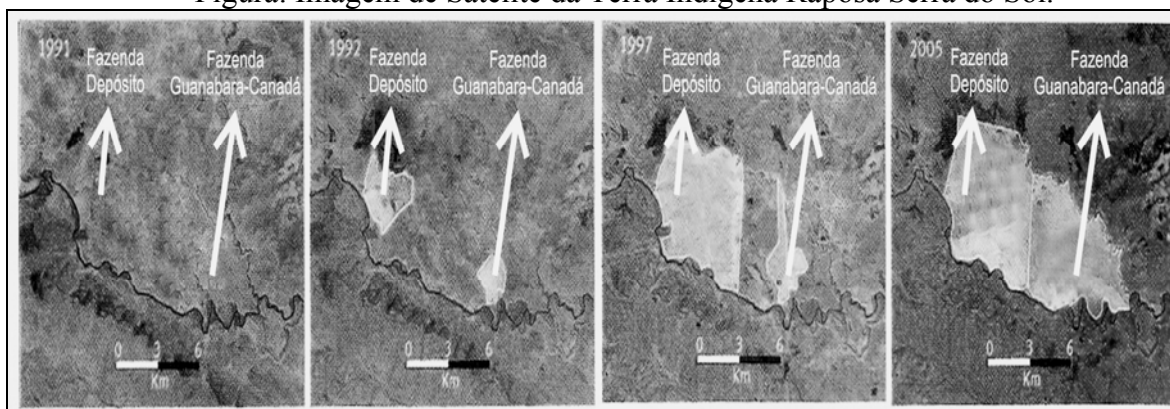 Figura: Imagem de Satélite da Terra Indígena Raposa Serra do Sol.
1991
Fazenda
Depósito
Fazenda
Guanabara-Canadá
0 3 6
Km
1992
Fazenda
Depósito
Fazenda
Guanabara-Canadá
0 3 6
Km
1997
Fazenda
Depósito
Fazenda
Guanabara-Canadá
0 3 6
Km
2005
Fazenda
Depósito
Fazenda
Guanabara-Canadá
0 3 6
Km